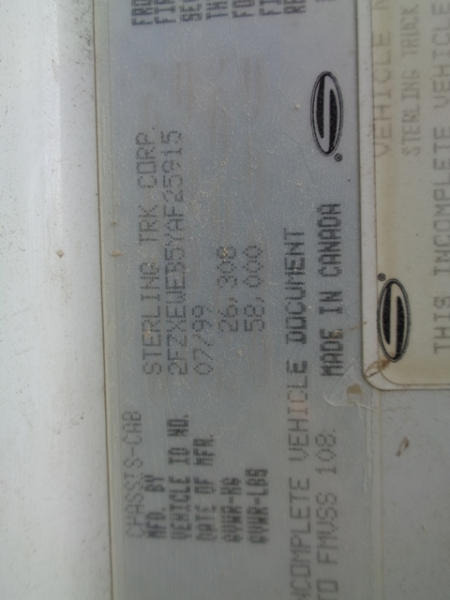 CHASSIS-CAB
MFD. BY STERLING TRK CORP.
VEHICLE ID NO. 2FZXEWEB5YAF25915
DATE OF MFR. 07/99
GVWR-KG 26,308
GVWR-LBS 58,000
INCOMPLETE VEHICLE DOCUMENT
TO FMVSS 108.
MADE IN CANADA
VEHICLE
STERLING TRUCK
THIS INCOMPLETE VEHICLE